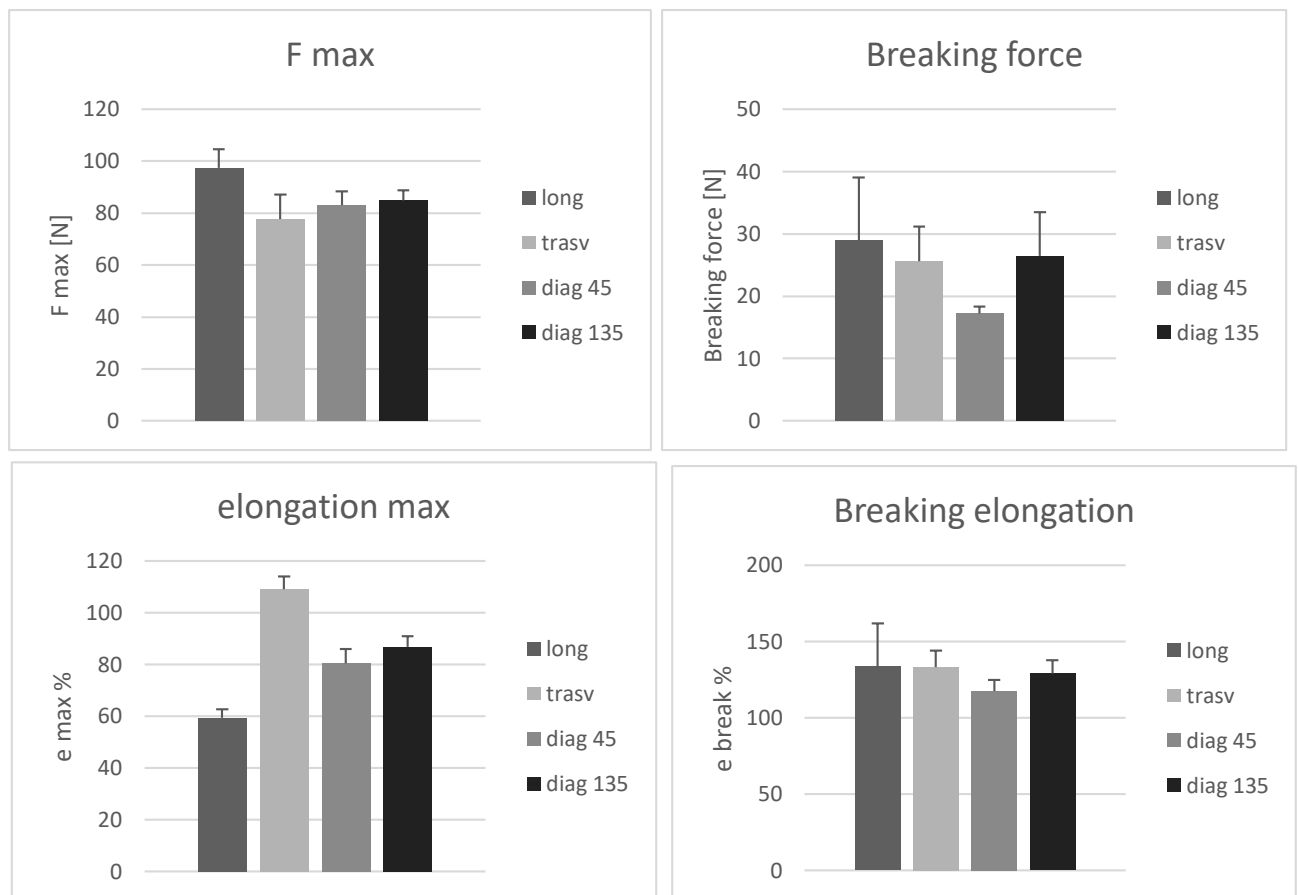 F max
120
100
80
60
40
20
0
F max [N]
long
trasv
diag 45
diag 135
Breaking force
50
40
30
20
10
0
Breaking force [N]
long
trasv
diag 45
diag 135
elongation max
120
100
80
60
40
20
0
e max %
long
trasv
diag 45
diag 135
Breaking elongation
200
150
100
50
0
e break %
long
trasv
diag 45
diag 135